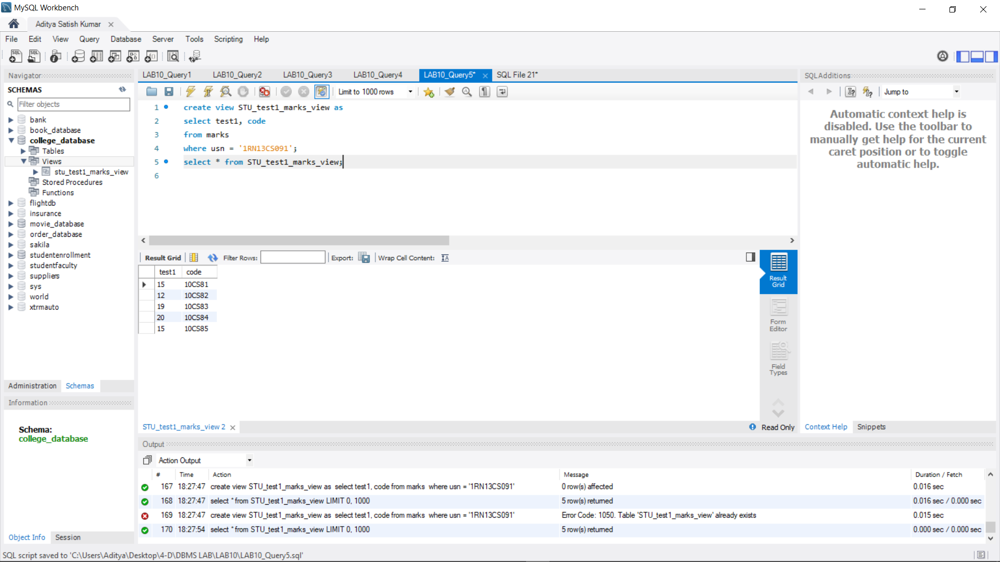 MySQL Workbench
Aditya Satish Kumar
File Edit View Query Database Server Tools Scripting Help
Navigator
SCHEMAS
Filter objects
bank
book_database
college_database
Tables
Views
stu_test1_marks_view
Stored Procedures
Functions
flightdb
insurance
movie_database
order_database
sakila
studentenrollment
studentfaculty
suppliers
sys
world
xtrmauto
Administration Schemas
Information
Schema:
college_database
Object Info Session
LAB10_Query1 LAB10_Query2 LAB10_Query3 LAB10_Query4 LAB10_Query5* SQL File 21*
Limit to 1000 rows
1 create view STU_test1_marks_view as
2 select test1, code
3 from marks
4 where usn = '1RN13CS091';
5 select * from STU_test1_marks_view;
6
Result Grid Filter Rows: Export: Wrap Cell Content:
test1 code
15 10CS81
12 10CS82
19 10CS83
20 10CS84
15 10CS85
Result
Grid
Form
Editor
Field
Types
STU_test1_marks_view 2
Read Only
SQLAdditions
Jump to
Automatic context help is
disabled. Use the toolbar to
manually get help for the current
caret position or to toggle
automatic help.
Context Help Snippets
Output
Action Output
# Time Action Message Duration / Fetch
167 18:27:47 create view STU_test1_marks_view as select test1, code from marks where usn = '1RN13CS091' 0 row(s) affected 0.016 sec
168 18:27:47 select * from STU_test1_marks_view LIMIT 0, 1000 5 row(s) returned 0.016 sec / 0.000 sec
169 18:27:47 create view STU_test1_marks_view as select test1, code from marks where usn = '1RN13CS091' Error Code: 1050. Table 'STU_test1_marks_view' already exists 0.015 sec
170 18:27:54 select * from STU_test1_marks_view LIMIT 0, 1000 5 row(s) returned 0.000 sec / 0.000 sec
SQL script saved to 'C:\Users\Aditya\Desktop\4-D\DBMS LAB\LAB10\LAB10_Query5.sql'